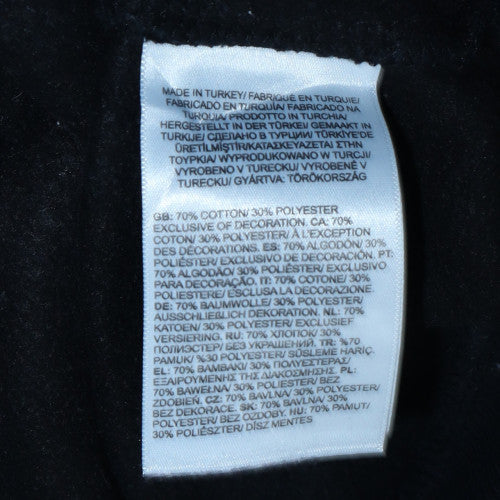 MADE IN TURKEY/ FABRIQUÉ EN TURQUIE/
FABRICADO EN TURQUÍA/ FABRICADO NA
TURQUIA/ PRODOTTO IN TURCHIA/
HERGESTELLT IN DER TÜRKEI/ GEMAAKT IN
TURKIJE/ СДЕЛАНО В ТУРЦИИ/ TÜRKİYE'DE
ÜRETİLMİŞTİR/ΚΑΤΑΣΚΕΥΑΖΕΤΑΙ ΣΤΗΝ
ΤΟΥΡΚΙΑ/ WYPRODUKOWANO W TURCJI/
VYROBENO V TURECKU/ VYROBENÉ V
TURECKU/ GYÁRTVA: TÖRÖKORSZÁG
GB: 70% COTTON/ 30% POLYESTER
EXCLUSIVE OF DECORATION. CA: 70%
COTON/ 30% POLYESTER/ À L'EXCEPTION
DES DÉCORATIONS. ES: 70% ALGODÓN/ 30%
POLIÉSTER/ EXCLUSIVO DE DECORACIÓN. PT:
70% ALGODÃO/ 30% POLIÉSTER/ EXCLUSIVO
PARA DECORAÇÃO. IT: 70% COTONE/ 30%
POLIESTERE/ ESCLUSA LA DECORAZIONE.
DE: 70% BAUMWOLLE/ 30% POLYESTER/
AUSSCHLIEßLICH DEKORATION. NL: 70%
KATOEN/ 30% POLYESTER/ EXCLUSIEF
VERSIERING. RU: 70% ХЛОПОК/ 30%
ПОЛИЭСТЕР/ БЕЗ УКРАШЕНИЙ. TR: %70
PAMUK/ %30 POLYESTER/ SÜSLEME HARİÇ.
EL: 70% ΒΑΜΒΑΚΙ/ 30% ΠΟΛΥΕΣΤΕΡΑΣ/
ΕΞΑΙΡΟΥΜΕΝΗΣ ΤΗΣ ΔΙΑΚΟΣΜΗΣΗΣ. PL:
70% BAWEŁNA/ 30% POLIESTER/ BEZ
ZDOBIEŃ. CZ: 70% BAVLNA/ 30% POLYESTER/
BEZ DEKORACE. SK: 70% BAVLNA/ 30%
POLYESTER/ BEZ OZDOBY. HU: 70% PAMUT/
30% POLIÉSZTER/ DÍSZ MENTES